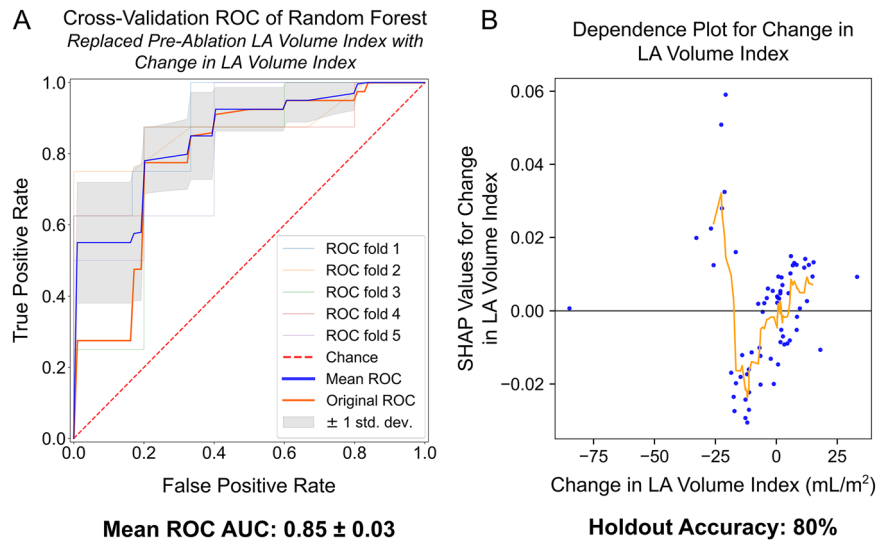 A
Cross-Validation ROC of Random Forest
Replaced Pre-Ablation LA Volume Index with
Change in LA Volume Index
True Positive Rate
1.0
0.8
0.6
0.4
0.2
0.0
0.0 0.2 0.4 0.6 0.8 1.0
False Positive Rate
ROC fold 1
ROC fold 2
ROC fold 3
ROC fold 4
ROC fold 5
Chance
Mean ROC
Original ROC
± 1 std. dev.
Mean ROC AUC: 0.85 ± 0.03
B
Dependence Plot for Change in
LA Volume Index
SHAP Values for Change
in LA Volume Index
0.06
0.04
0.02
0.00
−0.02
−75 −50 −25 0 25
Change in LA Volume Index (mL/m²)
Holdout Accuracy: 80%